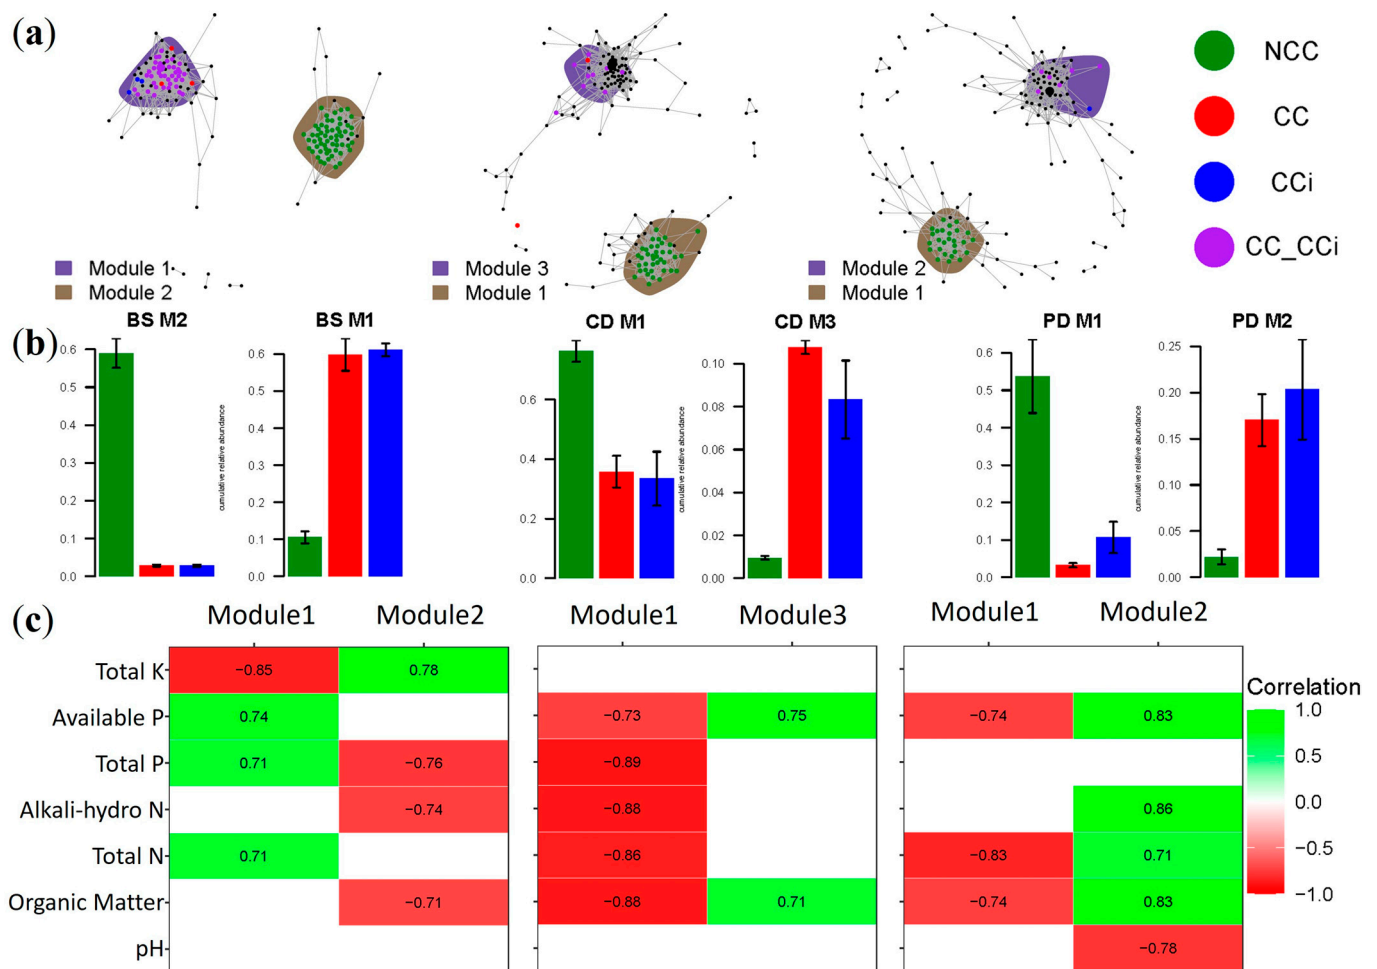 (a)
NCC
CC
CCi
CC_CCi
Module 1
Module 2
Module 3
Module 1
Module 2
Module 1
(b)
BS M2
BS M1
CD M1
CD M3
PD M1
PD M2
0.6
0.5
0.4
0.3
0.2
0.1
0.0
cumulative relative abundance
0.6
0.5
0.4
0.3
0.2
0.1
0.0
0.6
0.4
0.2
0.0
cumulative relative abundance
0.10
0.08
0.06
0.04
0.02
0.00
0.6
0.5
0.4
0.3
0.2
0.1
0.0
cumulative relative abundance
0.25
0.20
0.15
0.10
0.05
0.00
(c)
Module1 Module2 Module1 Module3 Module1 Module2
Total K −0.85 0.78
Available P 0.74 −0.73 0.75 −0.74 0.83
Total P 0.71 −0.76 −0.89
Alkali-hydro N −0.74 −0.88 0.86
Total N 0.71 −0.86 −0.83 0.71
Organic Matter −0.71 −0.88 0.71 −0.74 0.83
pH −0.78
Correlation
1.0
0.5
0.0
−0.5
−1.0